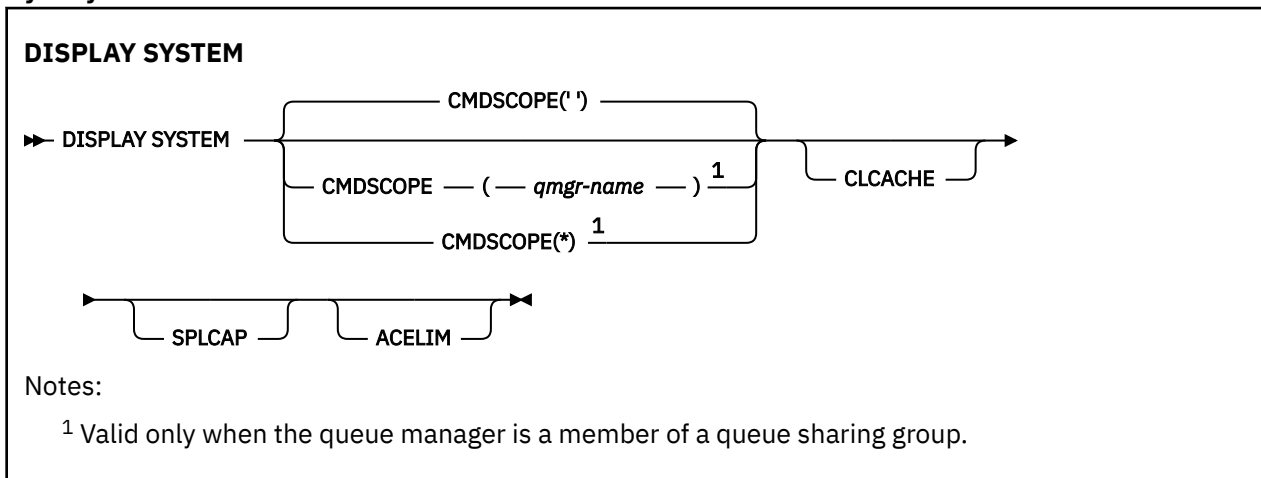 DISPLAY SYSTEM
CMDSCOPE(' ')
DISPLAY SYSTEM
CMDSCOPE ( qmgr-name ) 1
CLCACHE
CMDSCOPE(*) 1
SPLCAP ACELIM
Notes:
1 Valid only when the queue manager is a member of a queue sharing group.